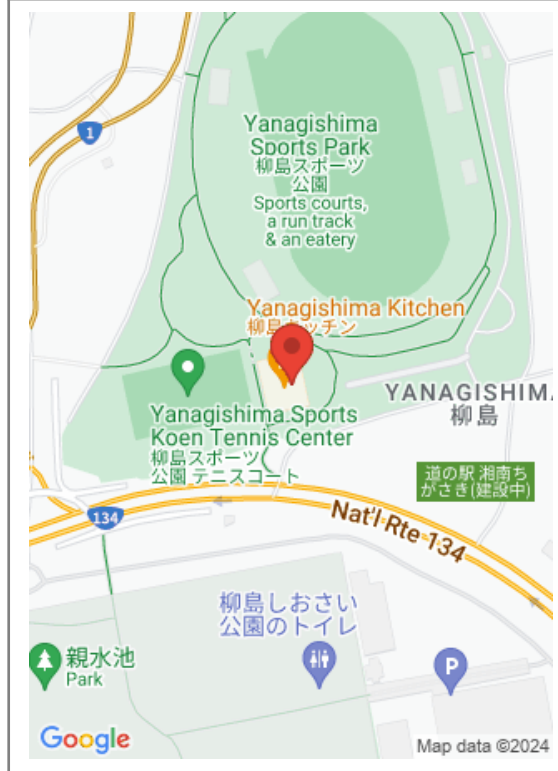 1
Yanagishima
Sports Park
柳島スポーツ
公園
Sports courts,
a run track
& an eatery
Yanagishima Kitchen
柳島キッチン
YANAGISHIMA
柳島
Yanagishima Sports
Koen Tennis Center
柳島スポーツ
公園 テニスコート
道の駅 湘南ち
がさき(建設中)
134
Nat'l Rte 134
柳島しおさい
公園のトイレ
親水池
Park
P
Google
Map data ©2024